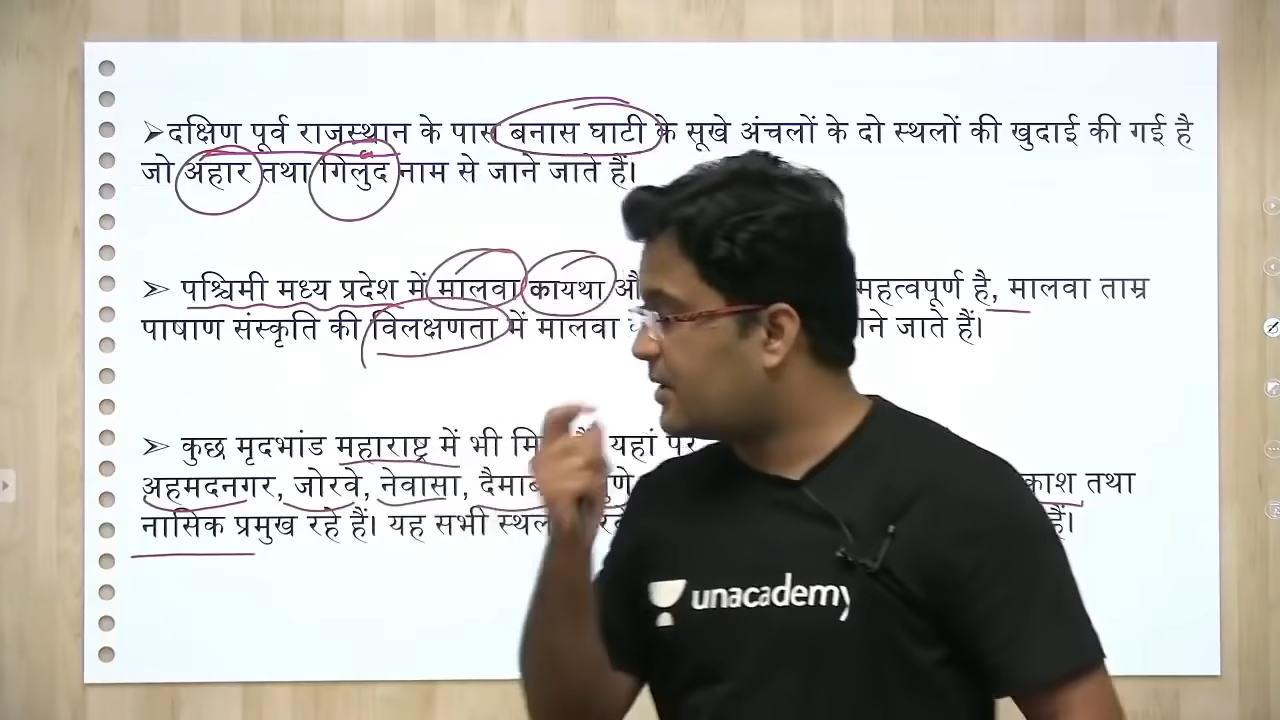 ➢दक्षिण पूर्व राजस्थान के पास बनास घाटी के सूखे अंचलों के दो स्थलों की खुदाई की गई है
जो अहार तथा गिलुंद नाम से जाने जाते हैं।
➢ पश्चिमी मध्य प्रदेश में मालवा कायथा महत्वपूर्ण है, मालवा ताम्र
पाषाण संस्कृति की विलक्षणता में मालवा जाते हैं।
➢ कुछ मृदभांड महाराष्ट्र में भी यहां पर
अहमदनगर, जोरवे, नेवासा, तथा
नासिक प्रमुख रहे हैं। यह सभी हैं।
unacademy